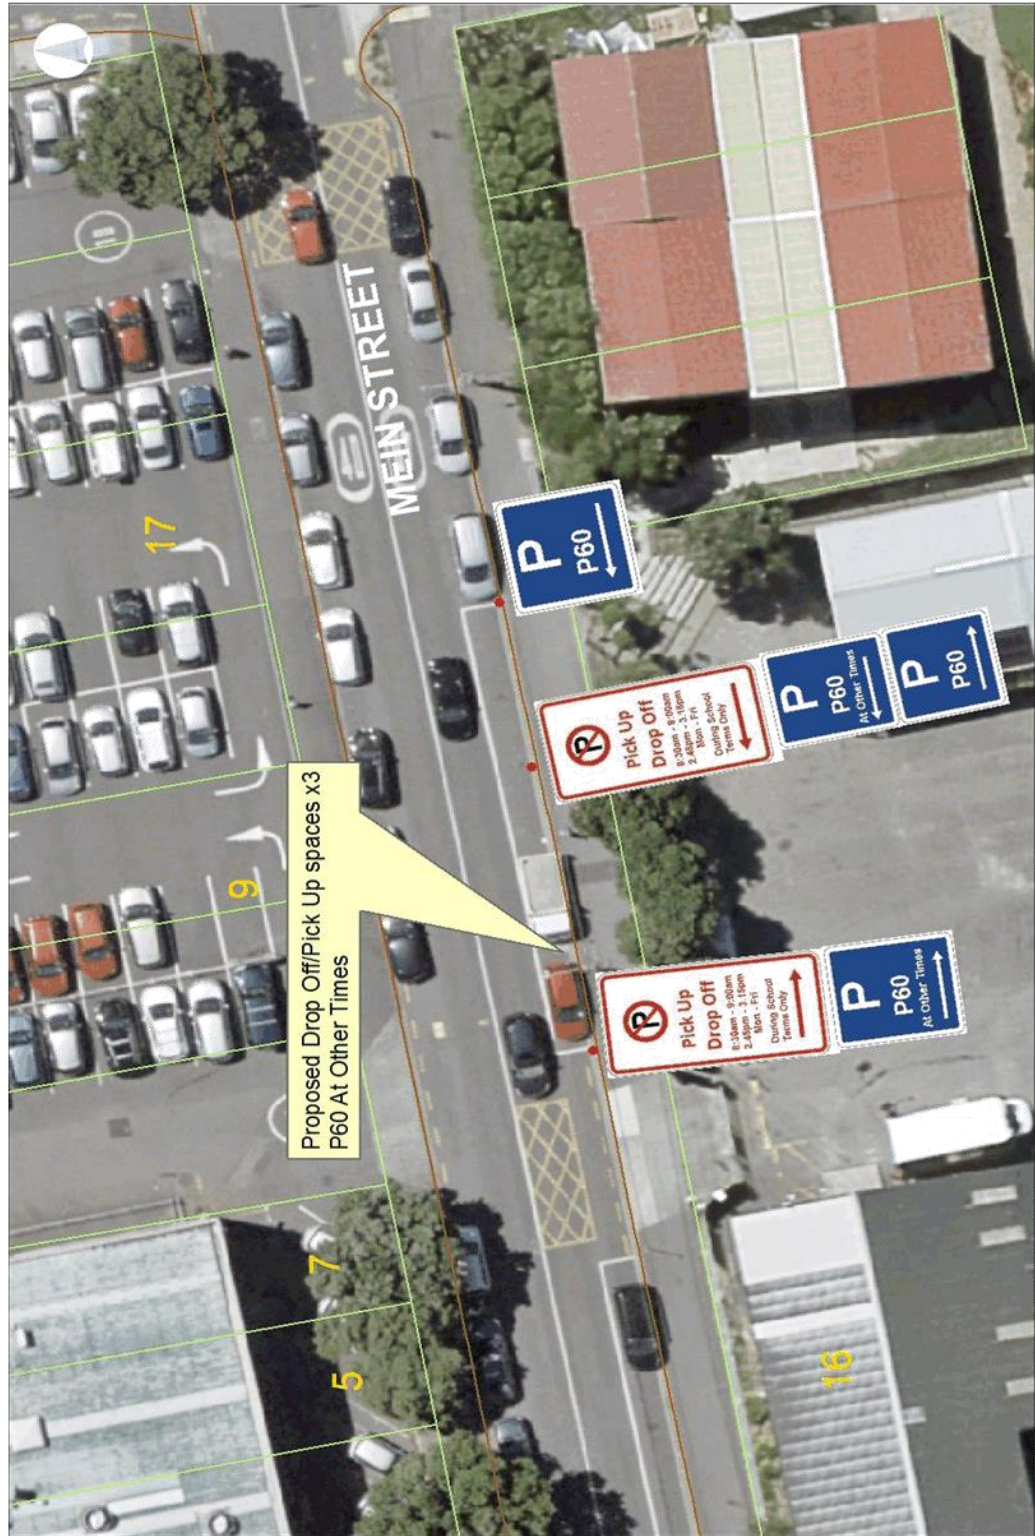 Proposed Drop Off/Pick Up spaces x3
P60 At Other Times
MEIN STREET
17
9
7
5
16
P
Pick Up
Drop Off
8:30am - 9:00am
2.45pm - 3.15pm
Mon - Fri
During School
Terms Only
P
P60
At Other Times
P
Pick Up
Drop Off
8:30am - 9:00am
2.45pm - 3.15pm
Mon - Fri
During School
Terms Only
P
P60
At Other Times
P
P60
P
P60